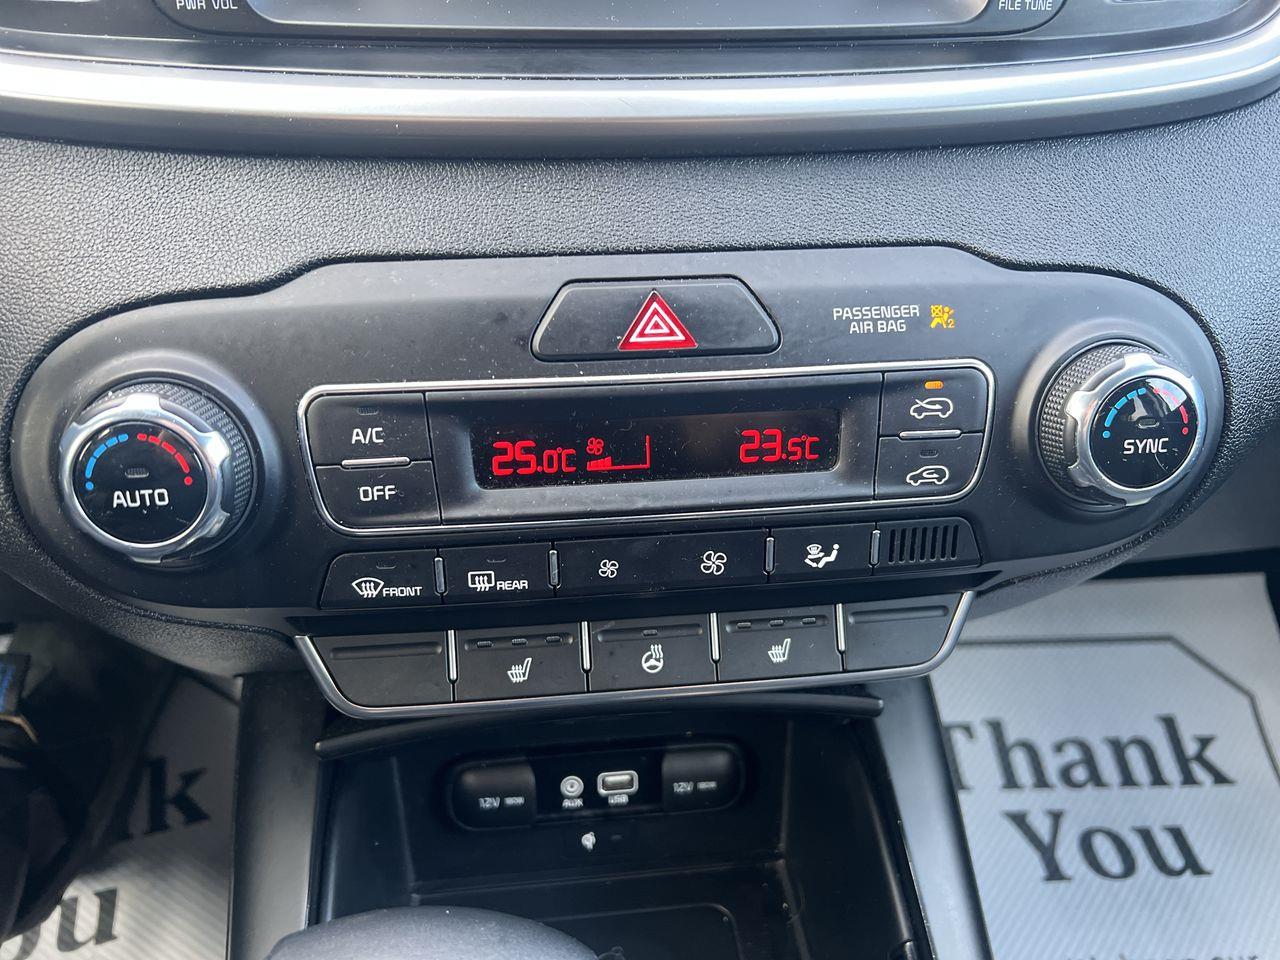 PWR VOL
FILE TUNE
PASSENGER
AIR BAG
2
A/C
25.0°C
23.5°C
OFF
AUTO
SYNC
FRONT
REAR
12V
AUX
USB
12V
Thank
You